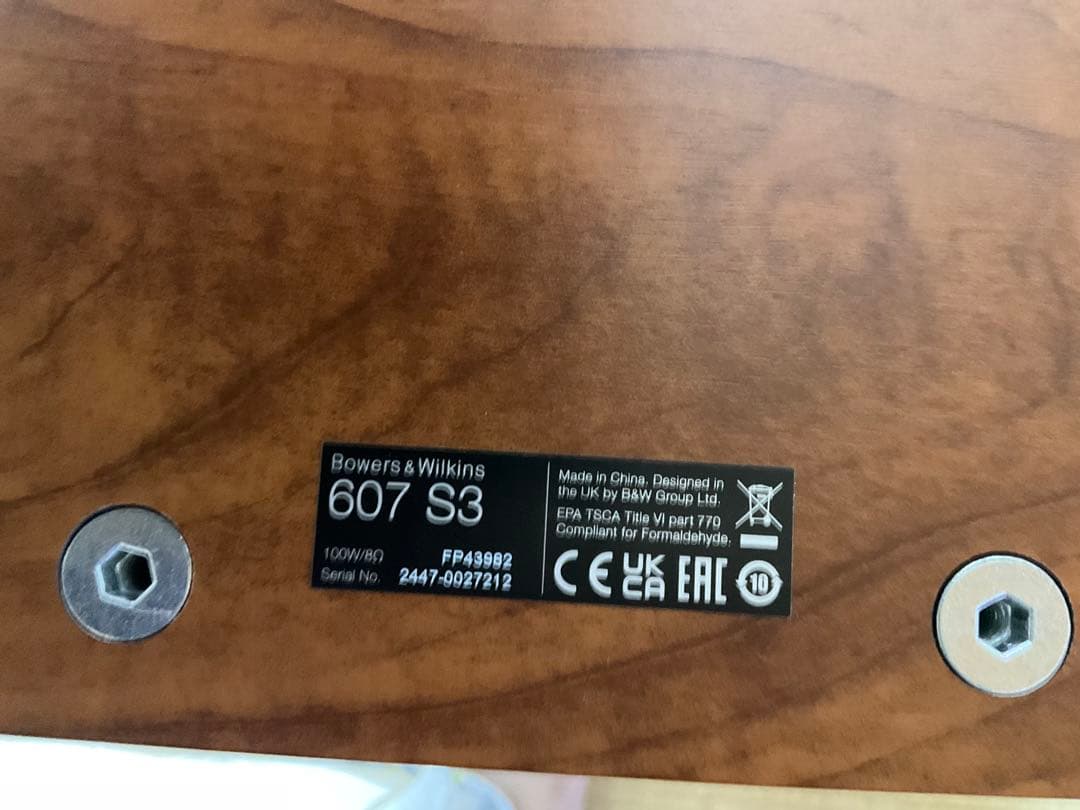 Bowers & Wilkins
607 S3
100W/8Ω
FP43982
Serial No. 2447-0027212
Made in China. Designed in
the UK by B&W Group Ltd.
EPA TSCA Title VI part 770
Compliant for Formaldehyde.
CE UK CA EAC 10